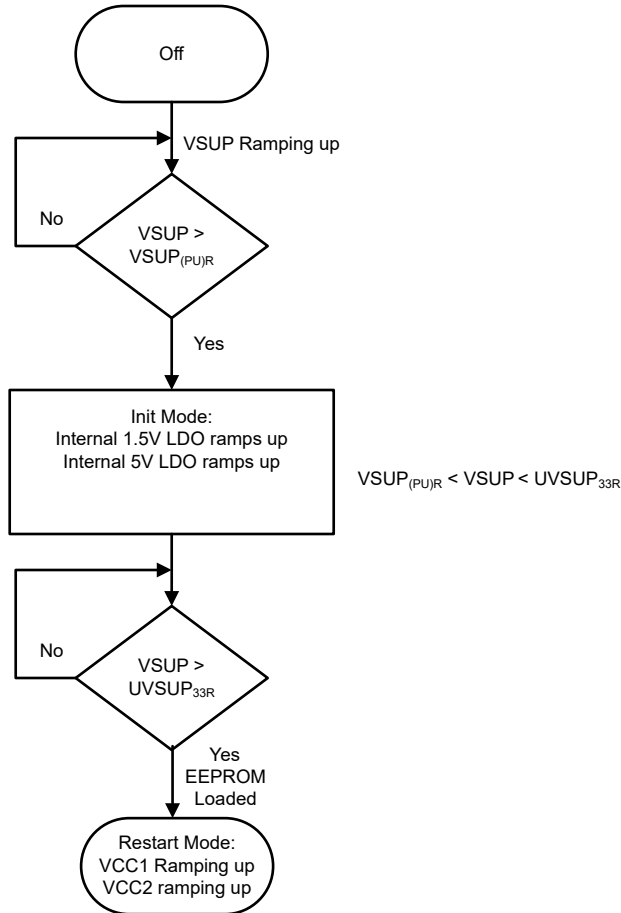 Off
VSUP Ramping up
No
VSUP >
VSUP(PU)R
Yes
Init Mode:
Internal 1.5V LDO ramps up
Internal 5V LDO ramps up
VSUP(PU)R < VSUP < UVSUP33R
No
VSUP >
UVSUP33R
Yes
EEPROM
Loaded
Restart Mode:
VCC1 Ramping up
VCC2 ramping up